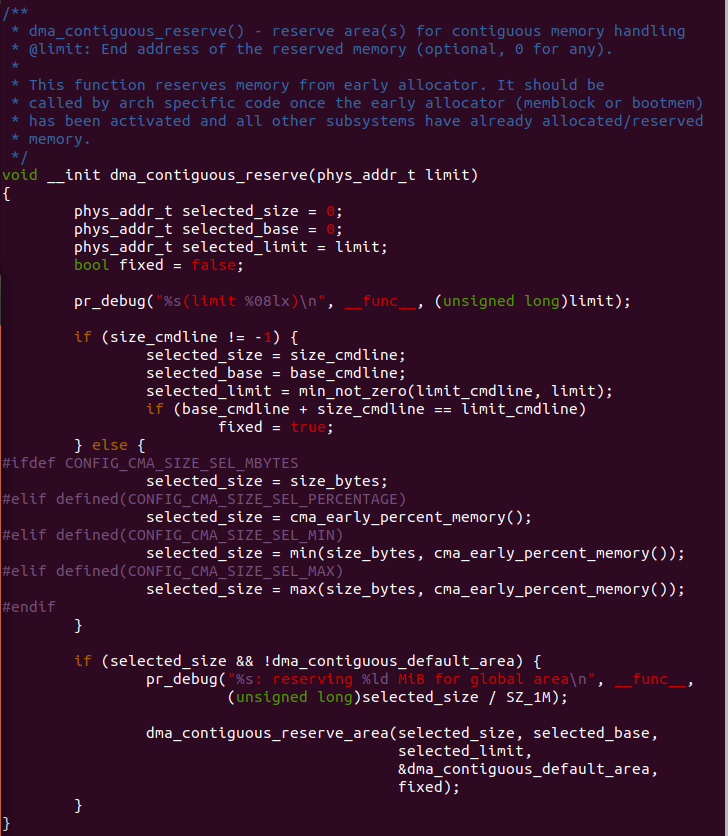 /**
 * dma_contiguous_reserve() - reserve area(s) for contiguous memory handling
 * @limit: End address of the reserved memory (optional, 0 for any).
 *
 * This function reserves memory from early allocator. It should be
 * called by arch specific code once the early allocator (memblock or bootmem)
 * has been activated and all other subsystems have already allocated/reserved
 * memory.
 */
void __init dma_contiguous_reserve(phys_addr_t limit)
{
        phys_addr_t selected_size = 0;
        phys_addr_t selected_base = 0;
        phys_addr_t selected_limit = limit;
        bool fixed = false;

        pr_debug("%s(limit %08lx)\n", __func__, (unsigned long)limit);

        if (size_cmdline != -1) {
                selected_size = size_cmdline;
                selected_base = base_cmdline;
                selected_limit = min_not_zero(limit_cmdline, limit);
                if (base_cmdline + size_cmdline == limit_cmdline)
                        fixed = true;
        } else {
#ifdef CONFIG_CMA_SIZE_SEL_MBYTES
                selected_size = size_bytes;
#elif defined(CONFIG_CMA_SIZE_SEL_PERCENTAGE)
                selected_size = cma_early_percent_memory();
#elif defined(CONFIG_CMA_SIZE_SEL_MIN)
                selected_size = min(size_bytes, cma_early_percent_memory());
#elif defined(CONFIG_CMA_SIZE_SEL_MAX)
                selected_size = max(size_bytes, cma_early_percent_memory());
#endif
        }

        if (selected_size && !dma_contiguous_default_area) {
                pr_debug("%s: reserving %ld MiB for global area\n", __func__,
                         (unsigned long)selected_size / SZ_1M);

                dma_contiguous_reserve_area(selected_size, selected_base,
                                            selected_limit,
                                            &dma_contiguous_default_area,
                                            fixed);
        }
}